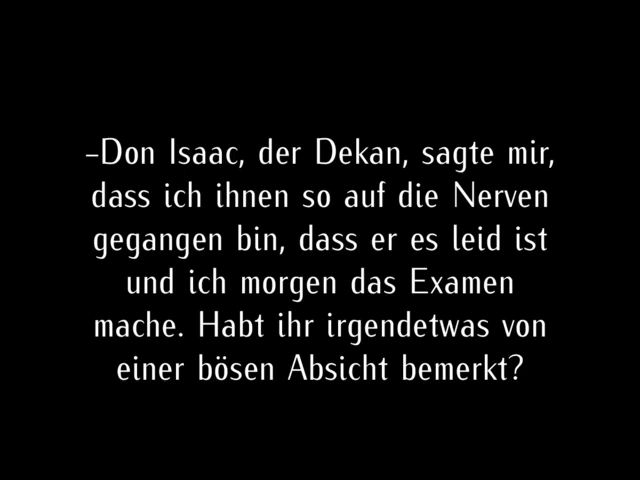 –Don Isaac, der Dekan, sagte mir,
dass ich ihnen so auf die Nerven
gegangen bin, dass er es leid ist
und ich morgen das Examen
mache. Habt ihr irgendetwas von
einer bösen Absicht bemerkt?